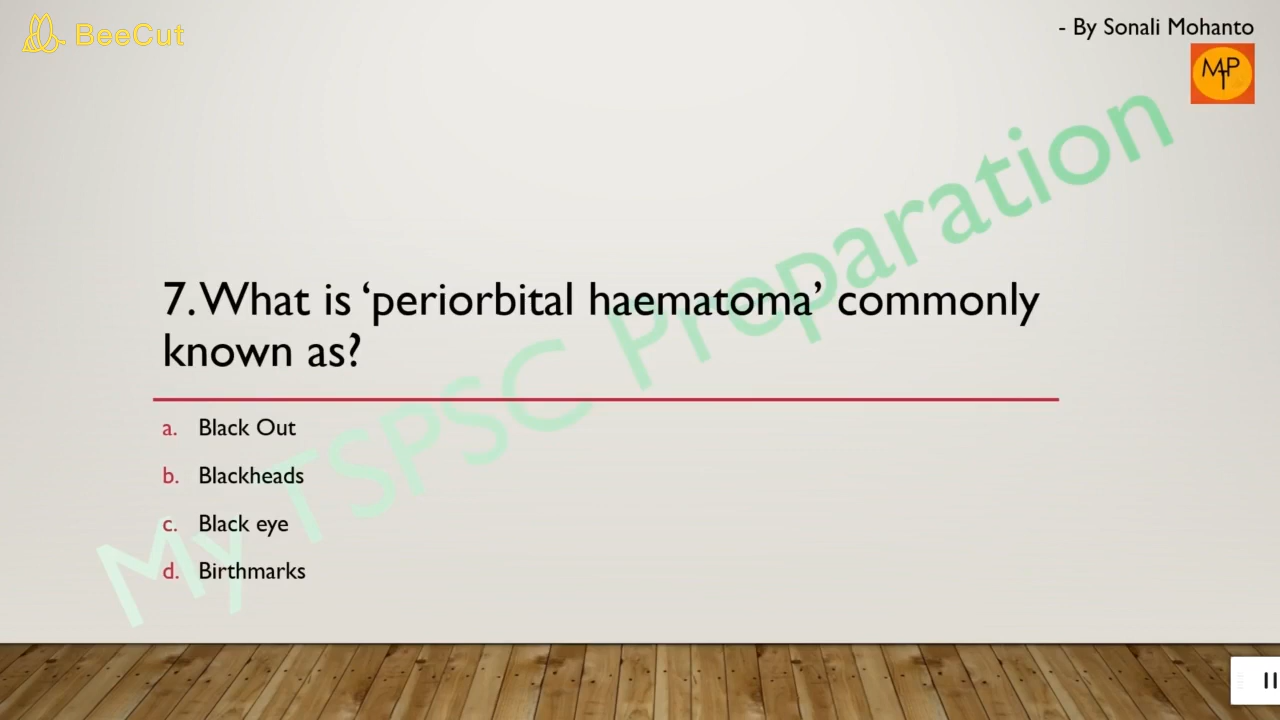 BeeCut
- By Sonali Mohanto
MTP
7. What is ‘periorbital haematoma’ commonly
known as?
a. Black Out
b. Blackheads
c. Black eye
d. Birthmarks
My TSPSC Preparation